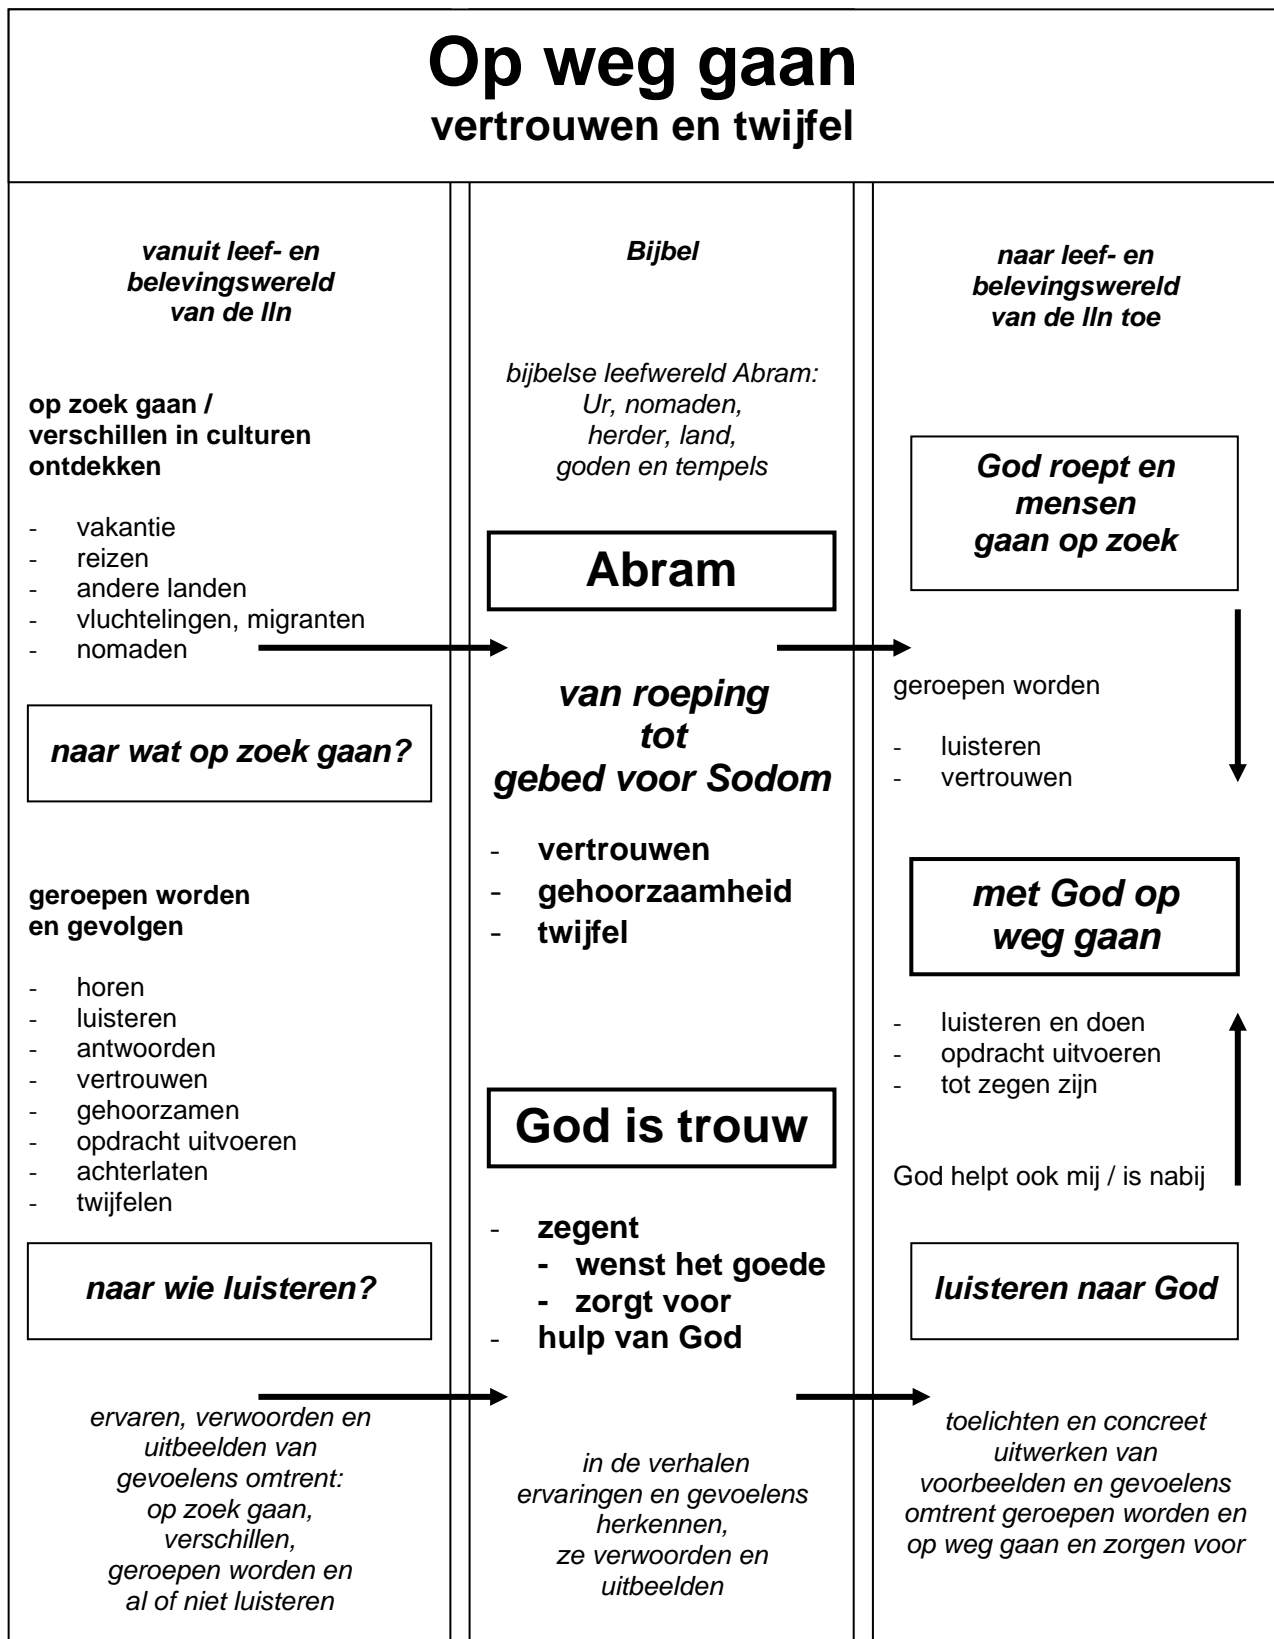 Op weg gaan
vertrouwen en twijfel
vanuit leef- en
belevingswereld
van de lln
op zoek gaan /
verschillen in culturen
ontdekken
- vakantie
- reizen
- andere landen
- vluchtelingen, migranten
- nomaden
naar wat op zoek gaan?
geroepen worden
en gevolgen
- horen
- luisteren
- antwoorden
- vertrouwen
- gehoorzamen
- opdracht uitvoeren
- achterlaten
- twijfelen
naar wie luisteren?
ervaren, verwoorden en
uitbeelden van
gevoelens omtrent:
op zoek gaan,
verschillen,
geroepen worden en
al of niet luisteren
Bijbel
bijbelse leefwereld Abram:
Ur, nomaden,
herder, land,
goden en tempels
Abram
van roeping
tot
gebed voor Sodom
- vertrouwen
- gehoorzaamheid
- twijfel
God is trouw
- zegent
- wenst het goede
- zorgt voor
- hulp van God
in de verhalen
ervaringen en gevoelens
herkennen,
ze verwoorden en
uitbeelden
naar leef- en
belevingswereld
van de lln toe
God roept en
mensen
gaan op zoek
geroepen worden
- luisteren
- vertrouwen
met God op
weg gaan
- luisteren en doen
- opdracht uitvoeren
- tot zegen zijn
God helpt ook mij / is nabij
luisteren naar God
toelichten en concreet
uitwerken van
voorbeelden en gevoelens
omtrent geroepen worden en
op weg gaan en zorgen voor